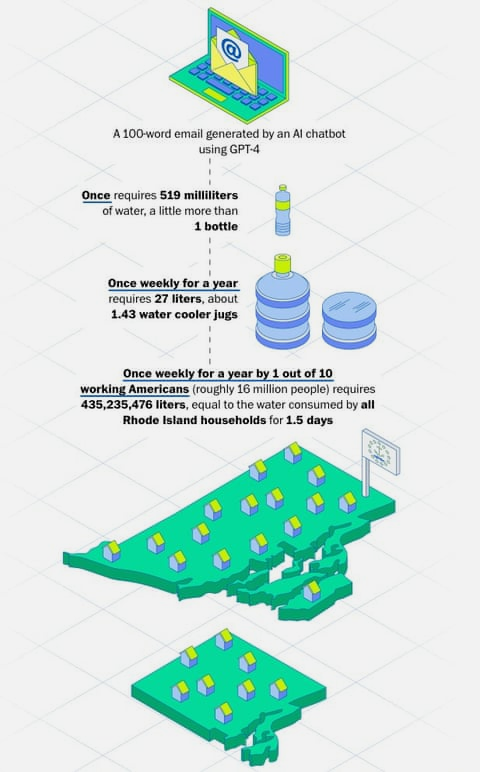 @
A 100-word email generated by an AI chatbot
using GPT-4
Once requires 519 milliliters
of water, a little more than
1 bottle
Once weekly for a year
requires 27 liters, about
1.43 water cooler jugs
Once weekly for a year by 1 out of 10
working Americans (roughly 16 million people) requires
435,235,476 liters, equal to the water consumed by all
Rhode Island households for 1.5 days